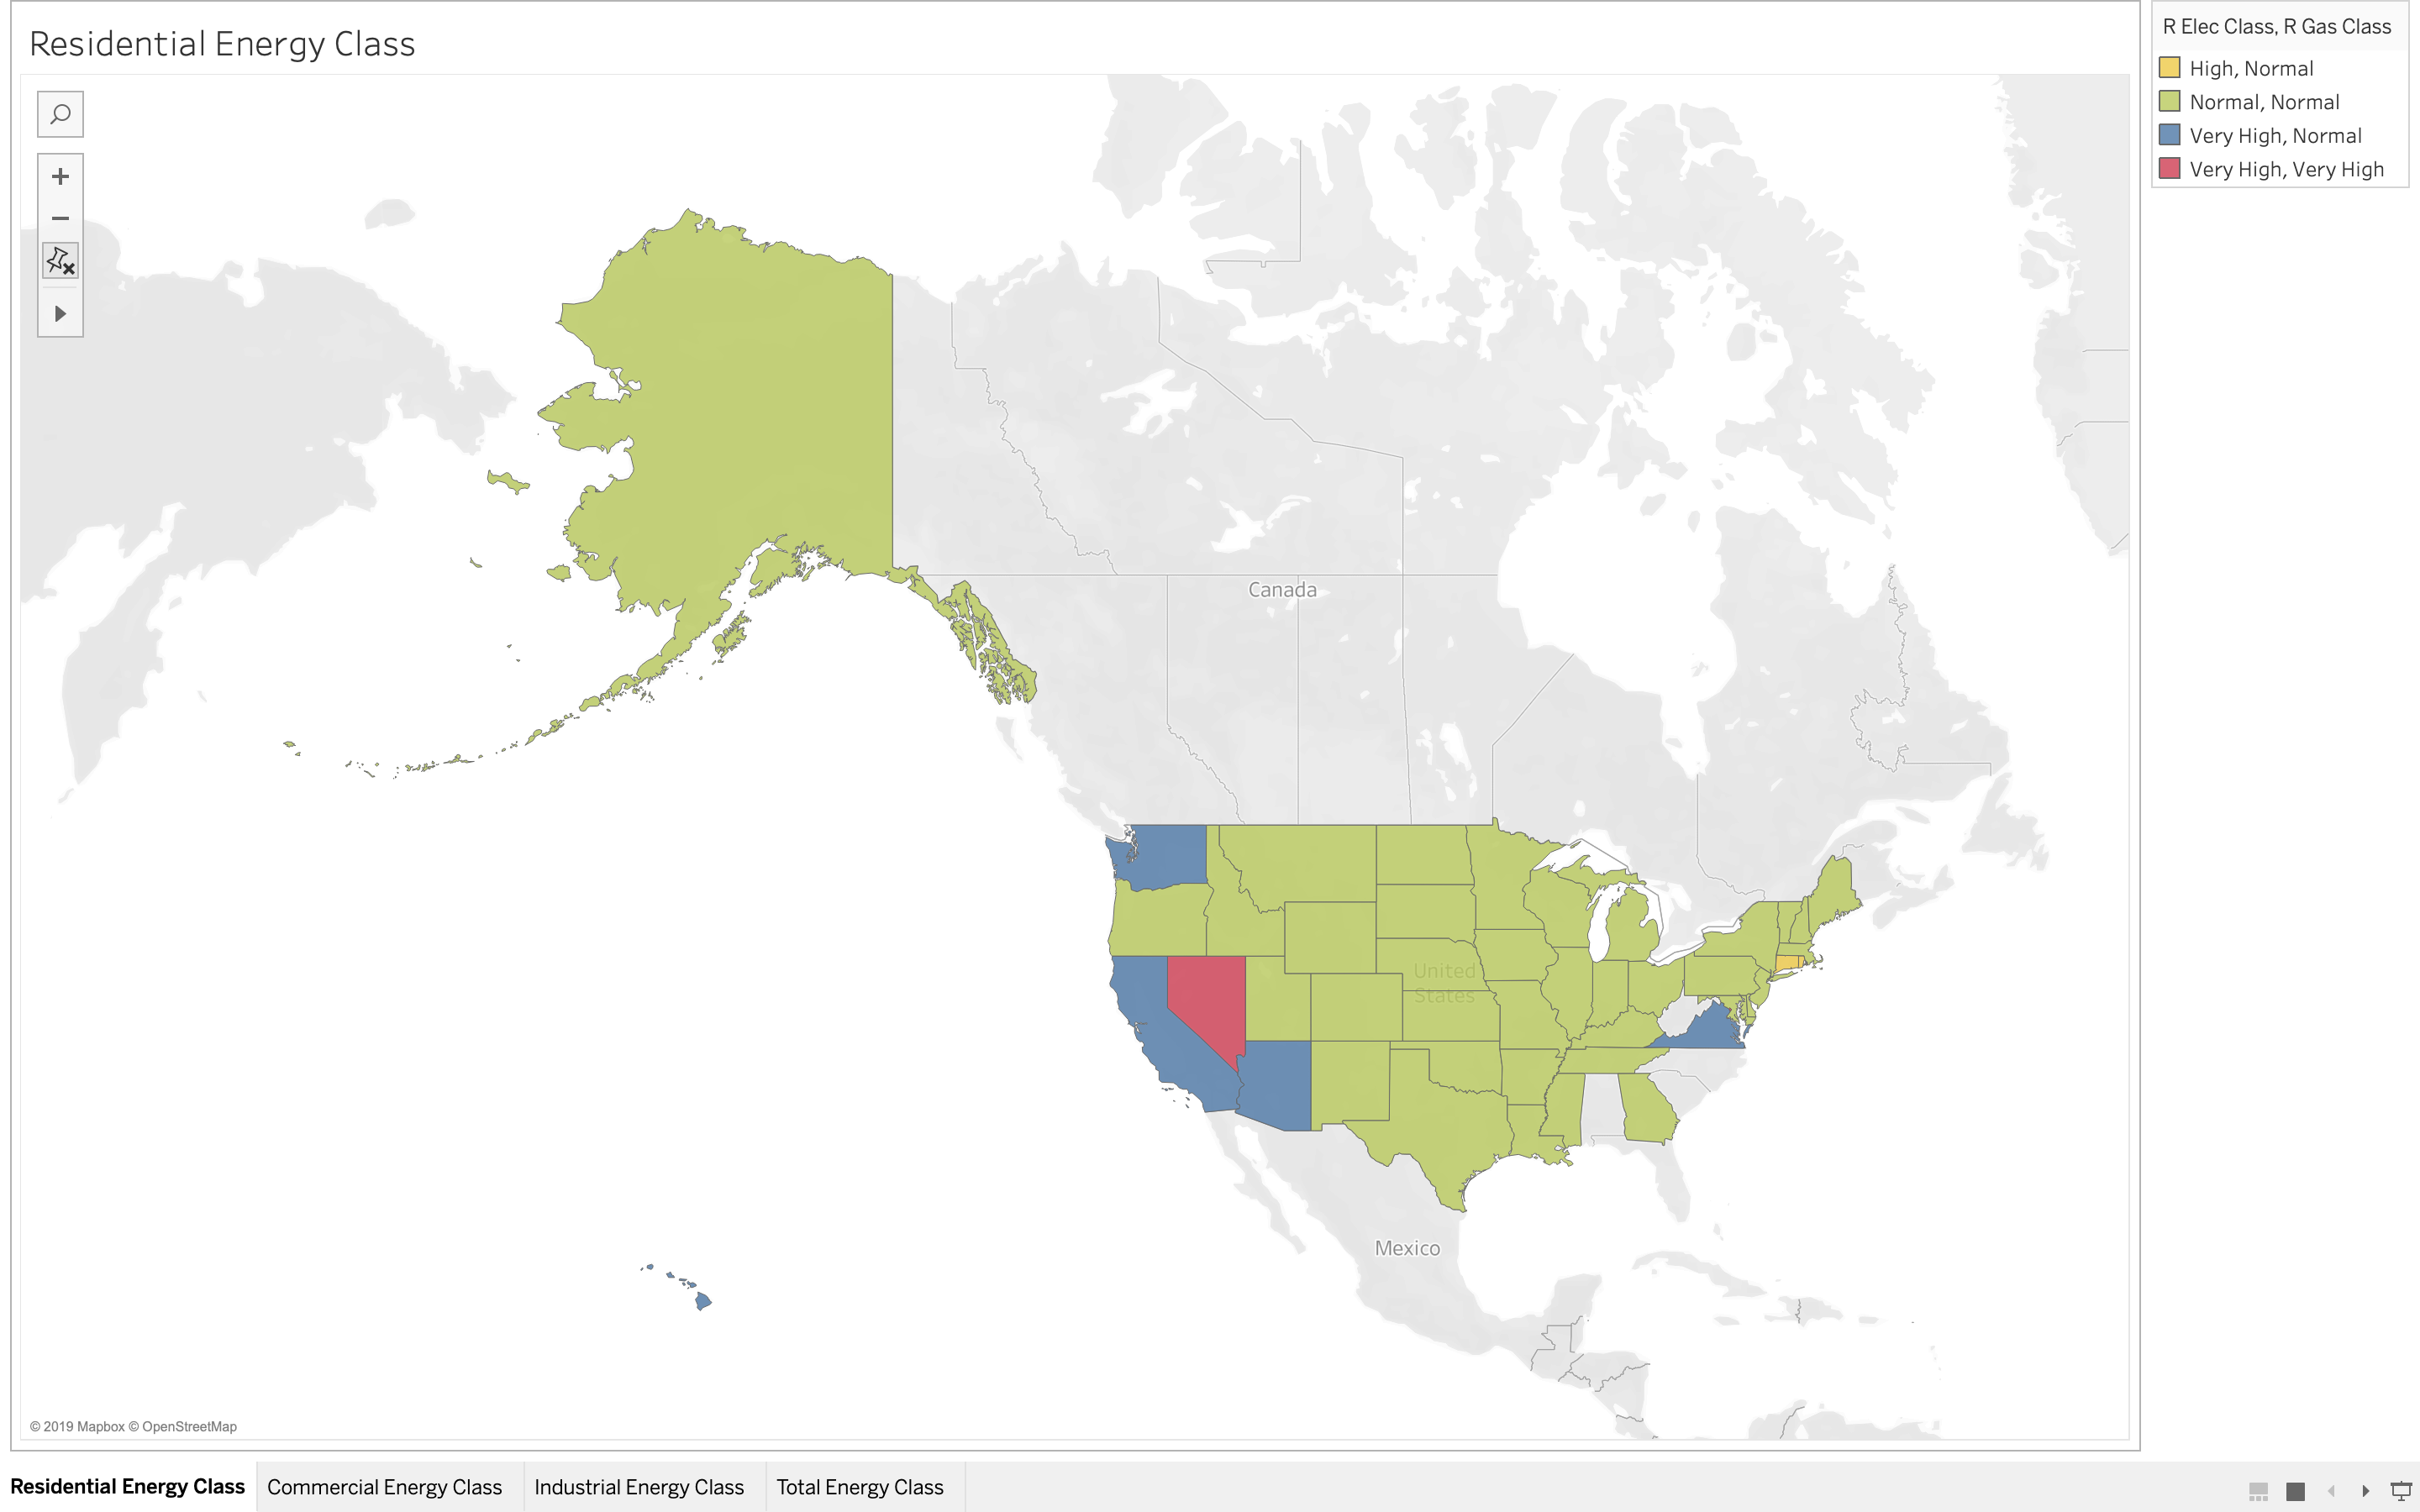 Residential Energy Class
R Elec Class, R Gas Class
High, Normal
Normal, Normal
Very High, Normal
Very High, Very High
Canada
United
States
Mexico
© 2019 Mapbox © OpenStreetMap
Residential Energy Class
Commercial Energy Class
Industrial Energy Class
Total Energy Class